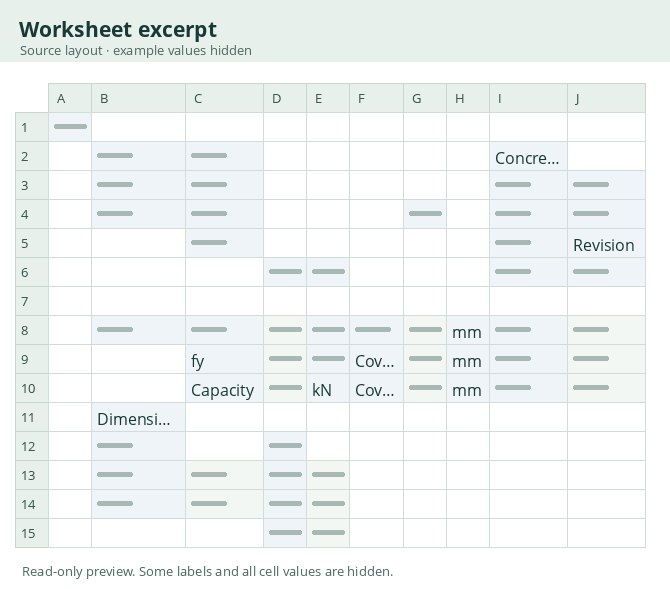 Worksheet excerpt
Source layout · example values hidden
A B C D E F G H I J
1
2 Concre...
3
4
5 Revision
6
7
8 mm
9 fy Cov... mm
10 Capacity kN Cov... mm
11 Dimensi...
12
13
14
15
Read-only preview. Some labels and all cell values are hidden.